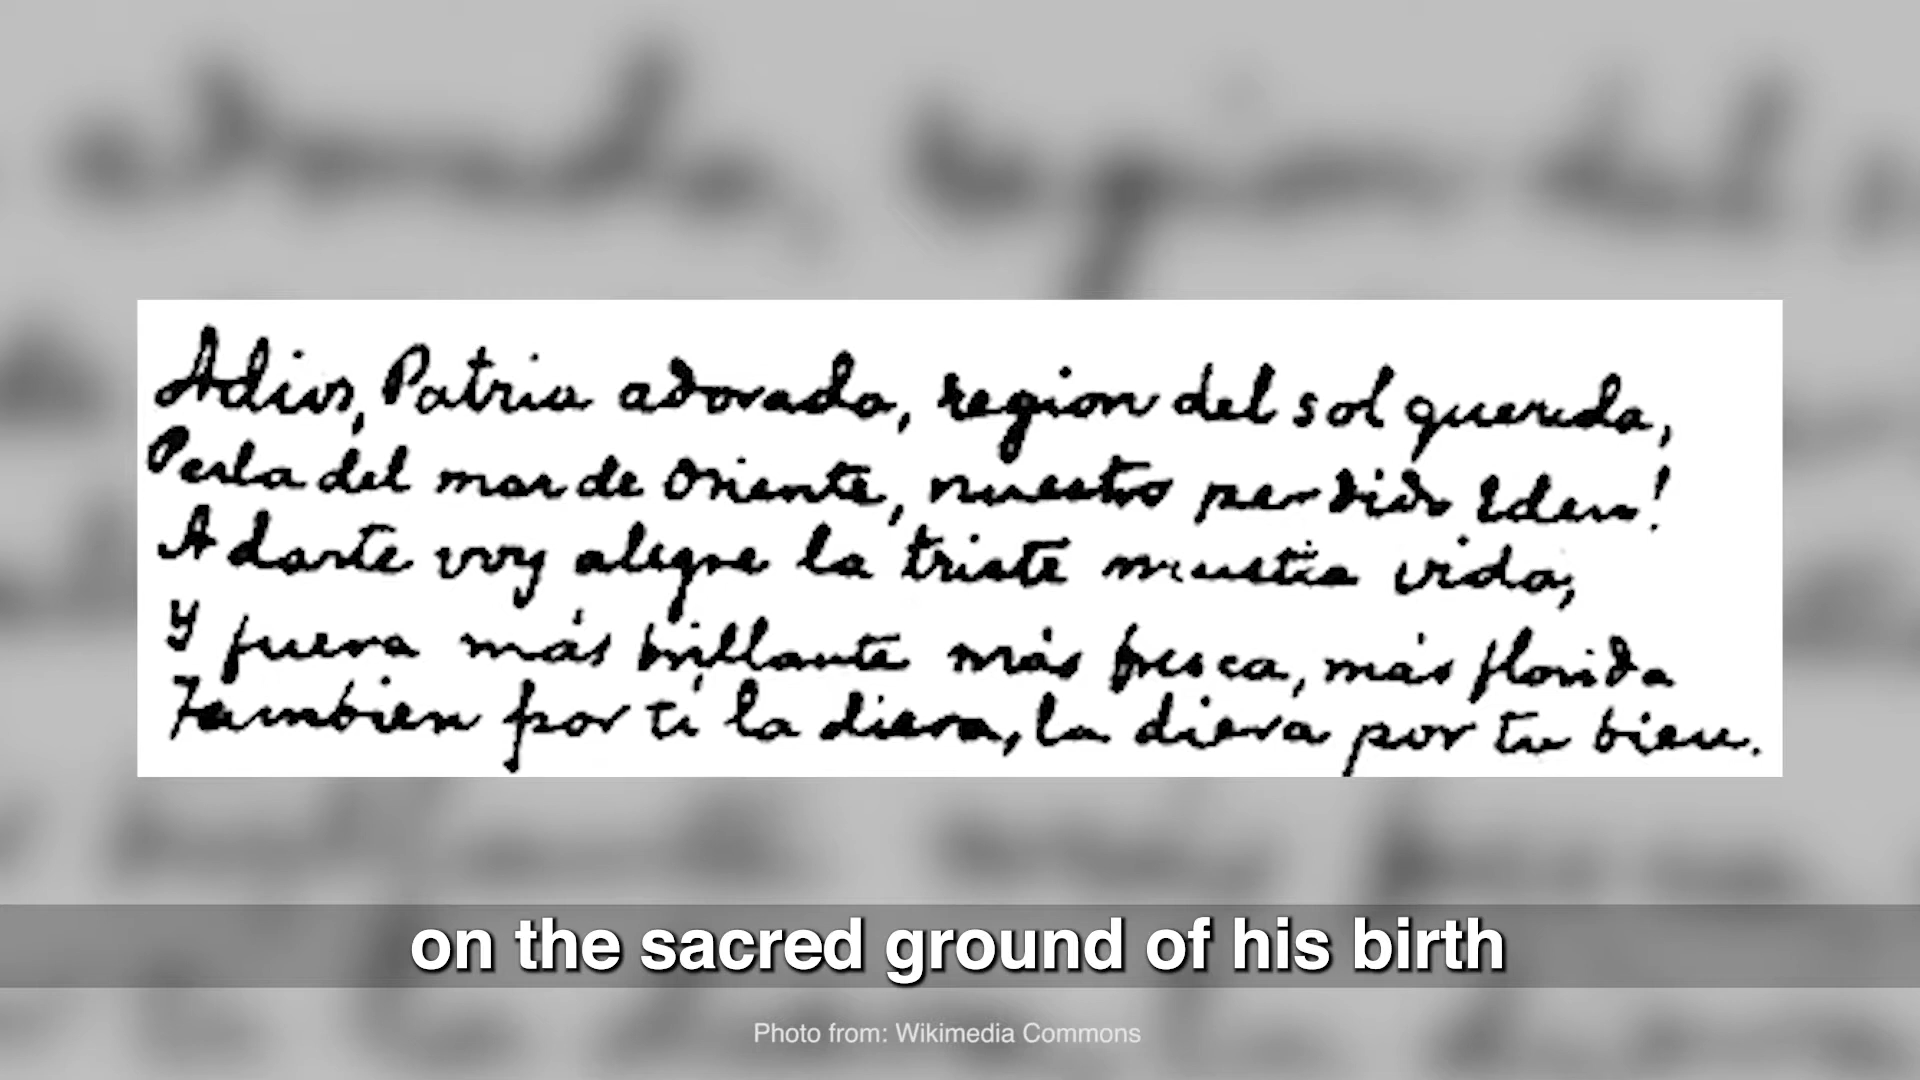 Adios, Patria adorada, region del sol querida,
Perla del mar de Oriente, nuestro perdido Eden!
A darte voy alegre la triste mustia vida,
Y fuera más brillante más fresca, más florida
Tambien por tí la diera, la diera por tu bien.
on the sacred ground of his birth
Photo from: Wikimedia Commons